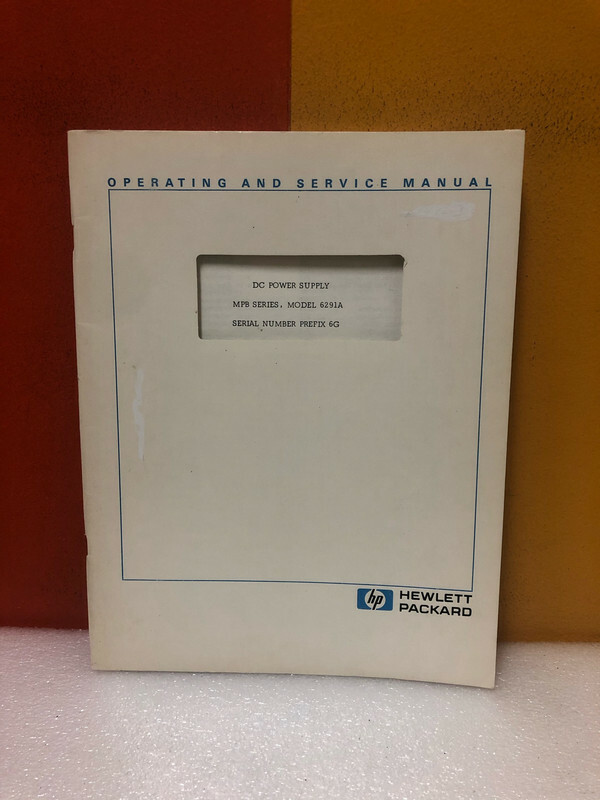 OPERATING AND SERVICE MANUAL
DC POWER SUPPLY
MPB SERIES, MODEL 6291A
SERIAL NUMBER PREFIX 6G
hp HEWLETT
PACKARD